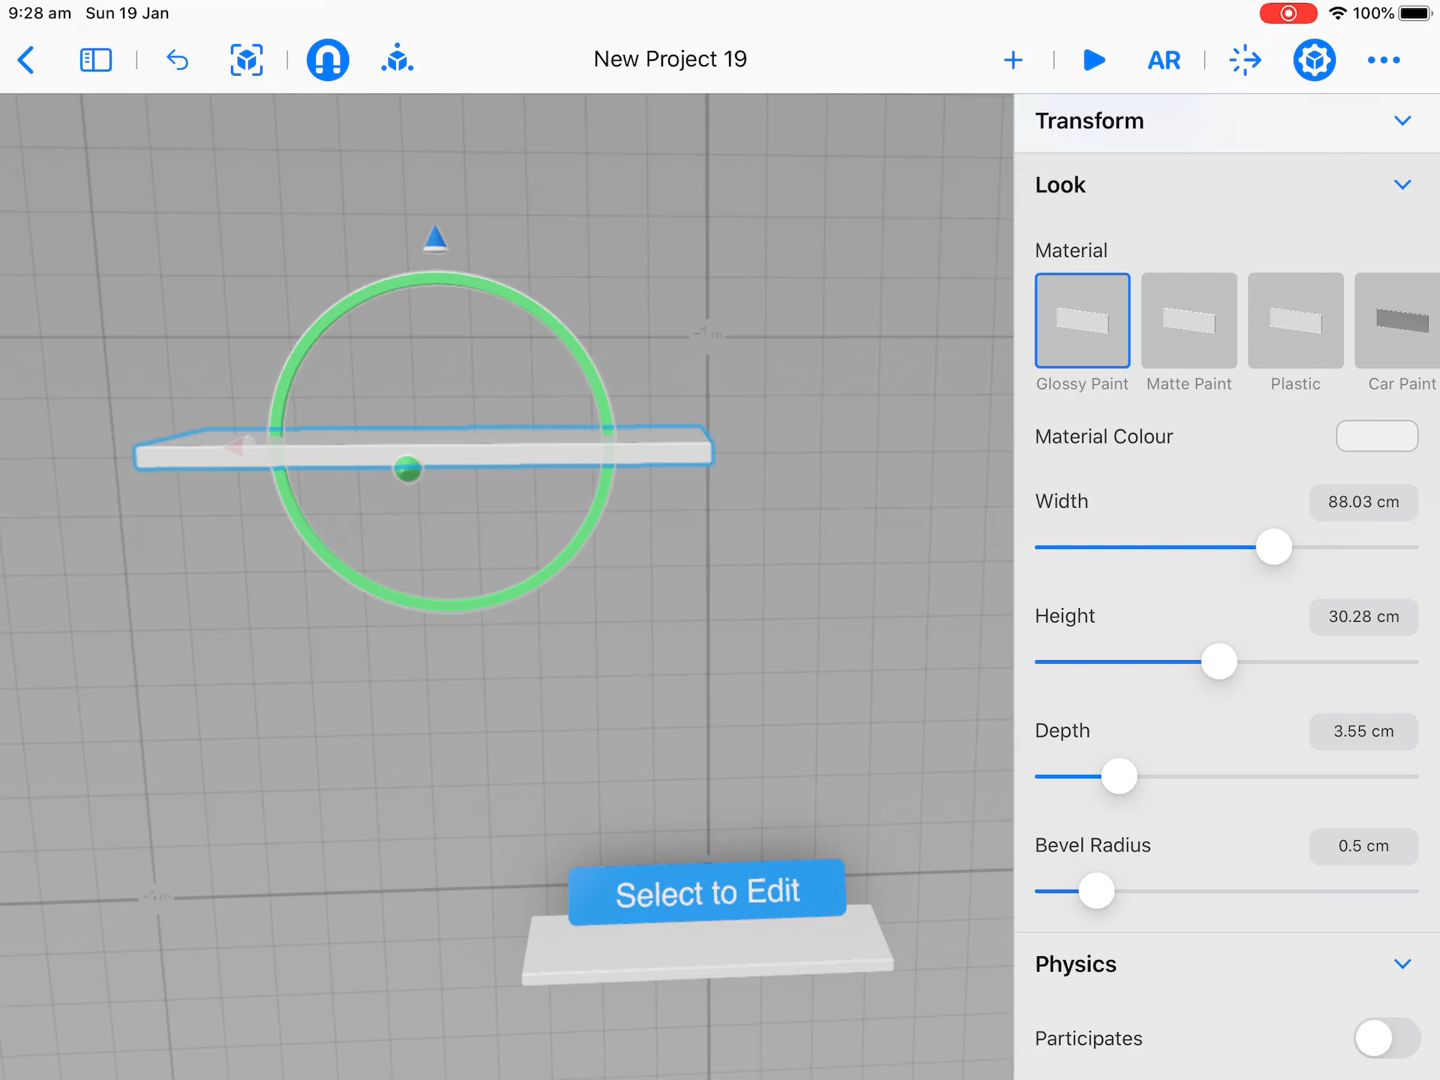 9:28 am Sun 19 Jan
100%
New Project 19
AR
Transform
Look
Material
Glossy Paint
Matte Paint
Plastic
Car Paint
Material Colour
Width
88.03 cm
Height
30.28 cm
Depth
3.55 cm
Bevel Radius
0.5 cm
Physics
Participates
Select to Edit